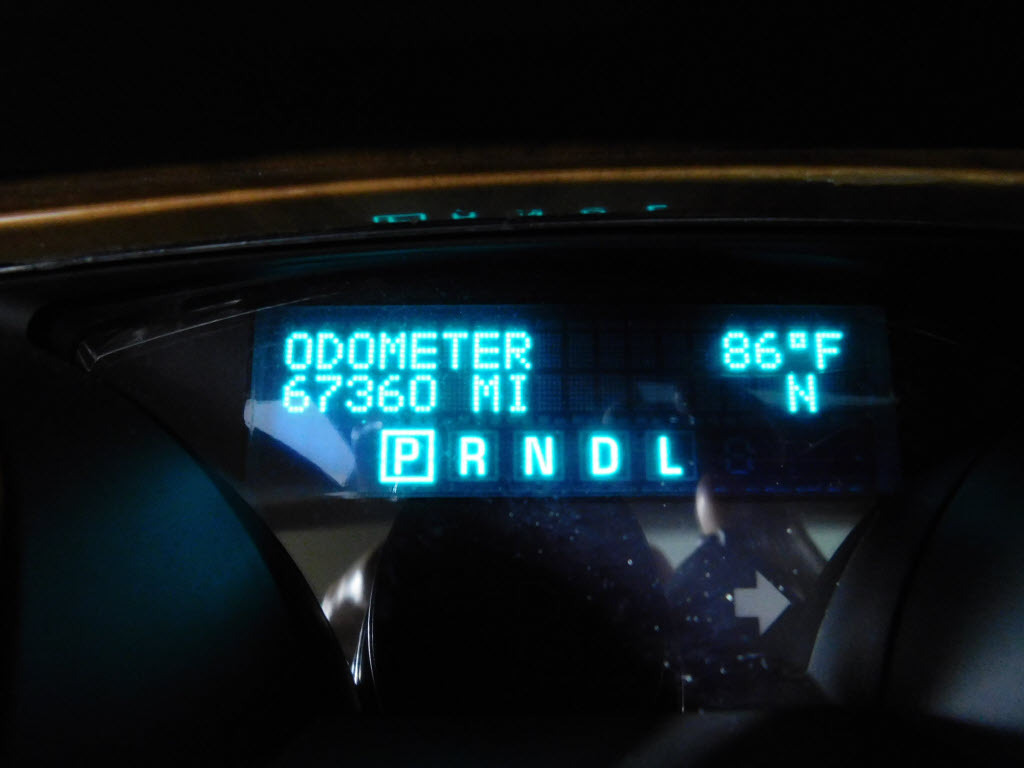 ODOMETER 86°F
67360 MI N
P R N D L